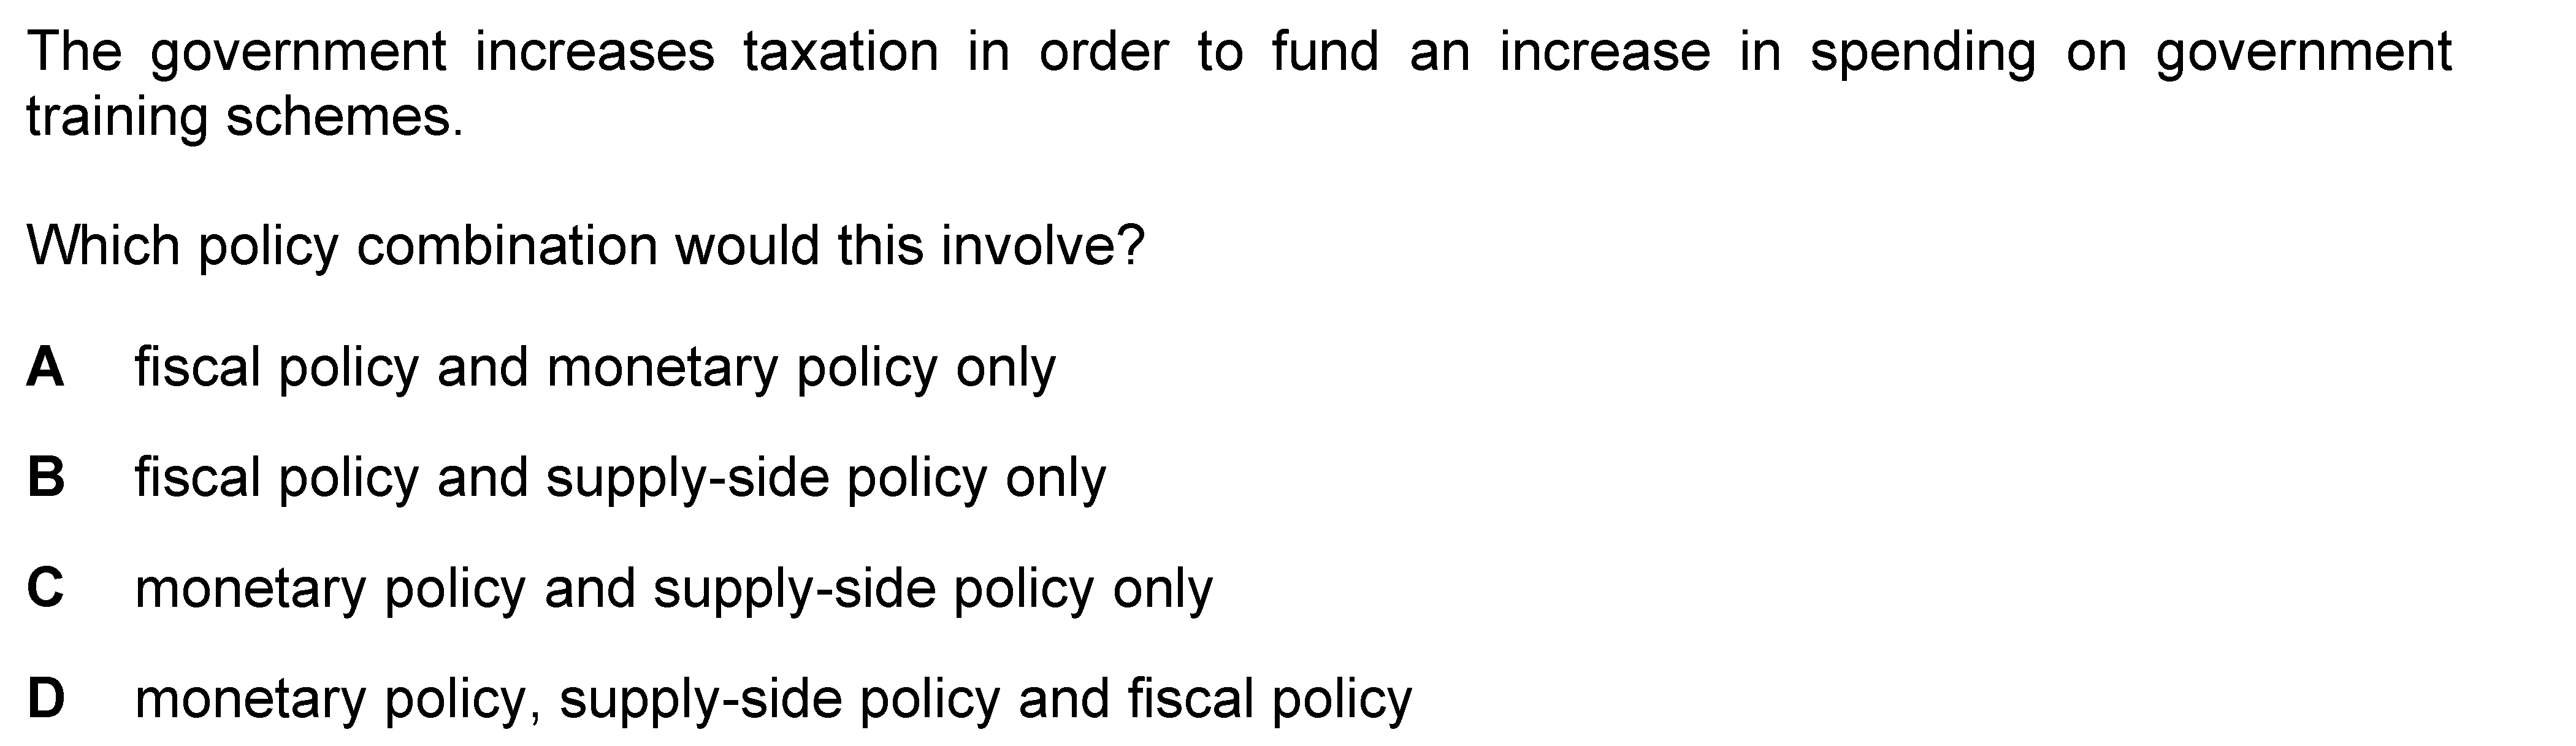 The government increases taxation in order to fund an increase in spending on government
training schemes.
Which policy combination would this involve?
A fiscal policy and monetary policy only
B fiscal policy and supply-side policy only
C monetary policy and supply-side policy only
D monetary policy, supply-side policy and fiscal policy